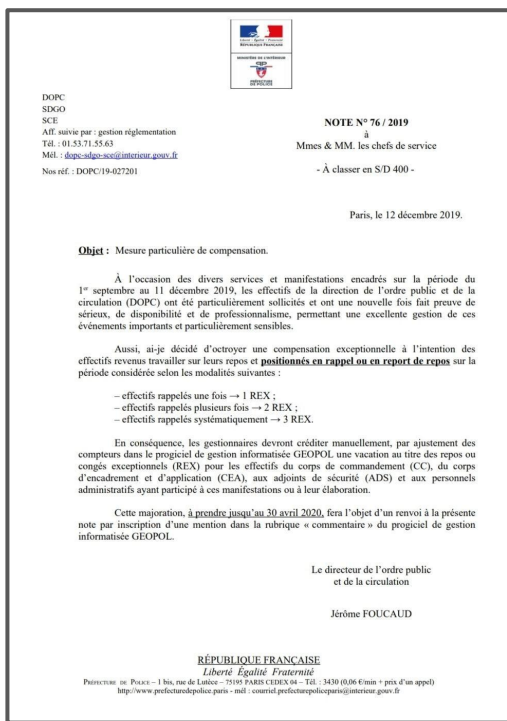 Liberté • Égalité • Fraternité
RÉPUBLIQUE FRANÇAISE
MINISTÈRE DE L'INTÉRIEUR
PRÉFECTURE
DE POLICE
DOPC
SDGO
SCE
Aff. suivie par : gestion réglementation
Tél. : 01.53.71.55.63
Mél. : dopc-sdgo-sce@interieur.gouv.fr
Nos réf. : DOPC/19-027201
NOTE N° 76 / 2019
à
Mmes & MM. les chefs de service
- À classer en S/D 400 -
Paris, le 12 décembre 2019.
Objet : Mesure particulière de compensation.
À l'occasion des divers services et manifestations encadrés sur la période du
1er septembre au 11 décembre 2019, les effectifs de la direction de l'ordre public et de la
circulation (DOPC) ont été particulièrement sollicités et ont une nouvelle fois fait preuve de
sérieux, de disponibilité et de professionnalisme, permettant une excellente gestion de ces
événements importants et particulièrement sensibles.
Aussi, ai-je décidé d'octroyer une compensation exceptionnelle à l'intention des
effectifs revenus travailler sur leurs repos et positionnés en rappel ou en report de repos sur la
période considérée selon les modalités suivantes :
– effectifs rappelés une fois → 1 REX ;
– effectifs rappelés plusieurs fois → 2 REX ;
– effectifs rappelés systématiquement → 3 REX.
En conséquence, les gestionnaires devront créditer manuellement, par ajustement des
compteurs dans le progiciel de gestion informatisée GEOPOL une vacation au titre des repos ou
congés exceptionnels (REX) pour les effectifs du corps de commandement (CC), du corps
d'encadrement et d'application (CEA), aux adjoints de sécurité (ADS) et aux personnels
administratifs ayant participé à ces manifestations ou à leur élaboration.
Cette majoration, à prendre jusqu'au 30 avril 2020, fera l'objet d'un renvoi à la présente
note par inscription d'une mention dans la rubrique « commentaire » du progiciel de gestion
informatisée GEOPOL.
Le directeur de l'ordre public
et de la circulation
Jérôme FOUCAUD
RÉPUBLIQUE FRANÇAISE
Liberté Égalité Fraternité
PRÉFECTURE DE POLICE – 1 bis, rue de Lutèce – 75195 PARIS CEDEX 04 – Tél. : 3430 (0,06 €/min + prix d'un appel)
http://www.prefecturedepolice.paris - mél : courriel.prefecturepoliceparis@interieur.gouv.fr